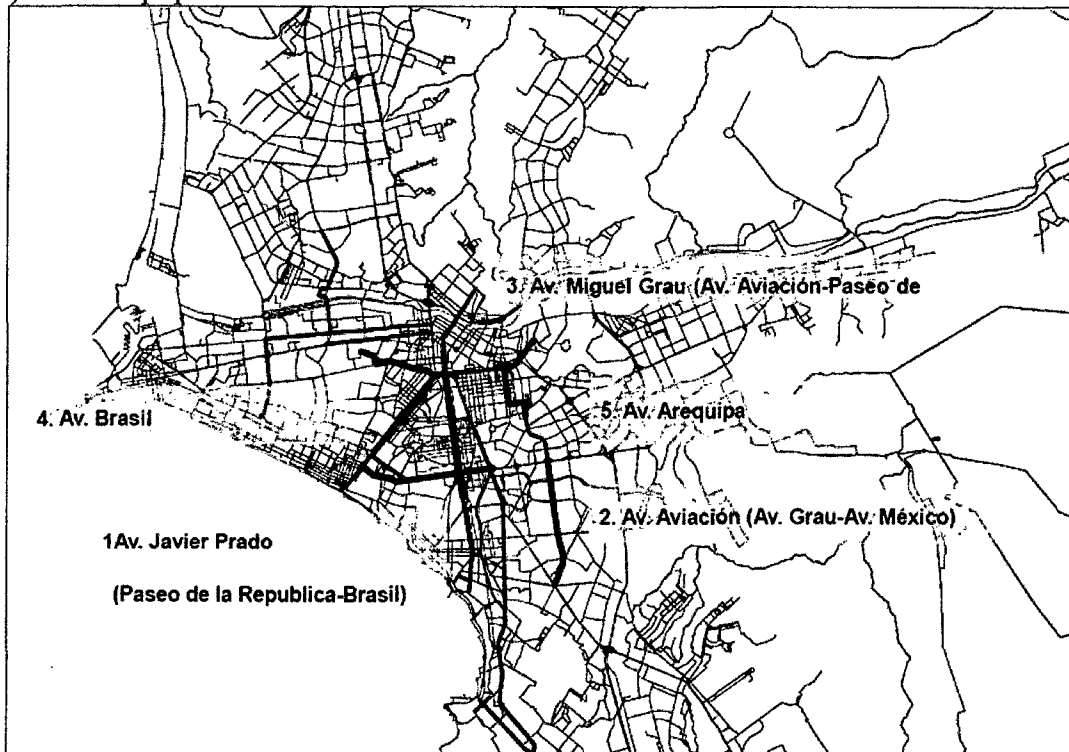 3. Av. Miguel Grau (Av. Aviación-Paseo de
4. Av. Brasil
5. Av. Arequipa
2. Av. Aviación (Av. Grau-Av. México)
1Av. Javier Prado
(Paseo de la Republica-Brasil)